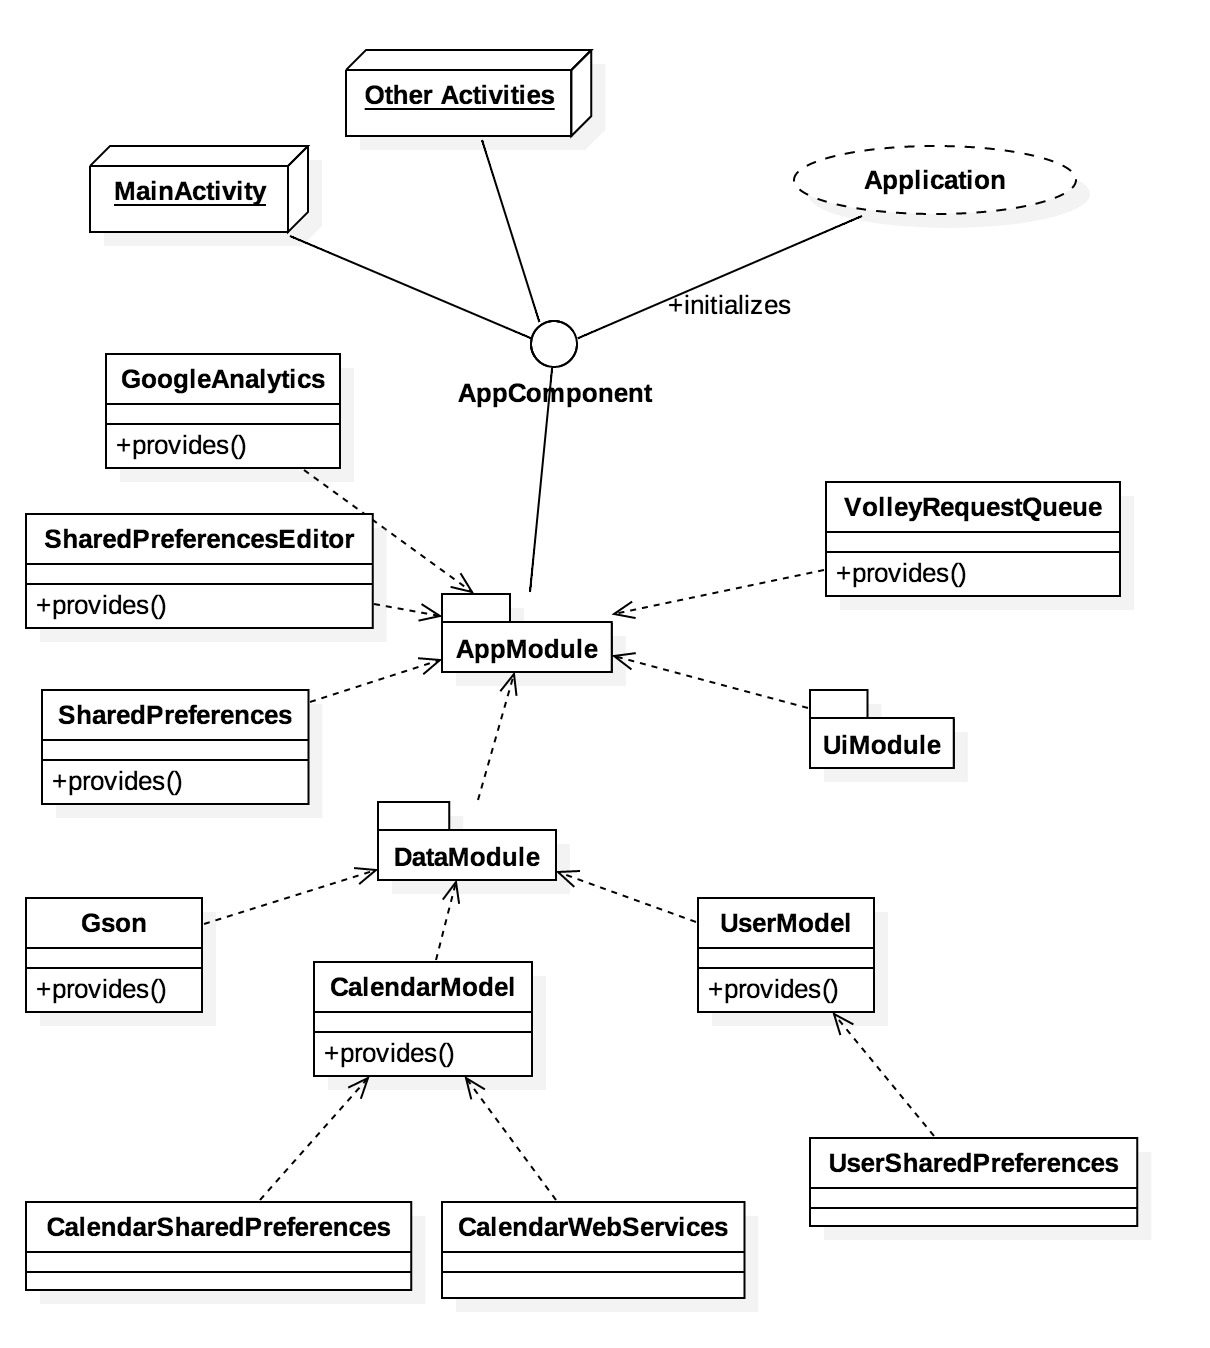 Other Activities
MainActivity
Application
+initializes
AppComponent
GoogleAnalytics
+provides()
SharedPreferencesEditor
+provides()
VolleyRequestQueue
+provides()
AppModule
SharedPreferences
+provides()
UiModule
DataModule
Gson
+provides()
CalendarModel
+provides()
UserModel
+provides()
UserSharedPreferences
CalendarSharedPreferences
CalendarWebServices